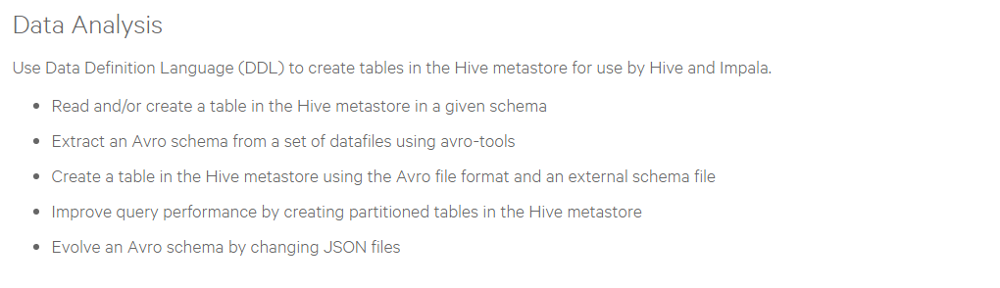 Data Analysis
Use Data Definition Language (DDL) to create tables in the Hive metastore for use by Hive and Impala.
• Read and/or create a table in the Hive metastore in a given schema
• Extract an Avro schema from a set of datafiles using avro-tools
• Create a table in the Hive metastore using the Avro file format and an external schema file
• Improve query performance by creating partitioned tables in the Hive metastore
• Evolve an Avro schema by changing JSON files